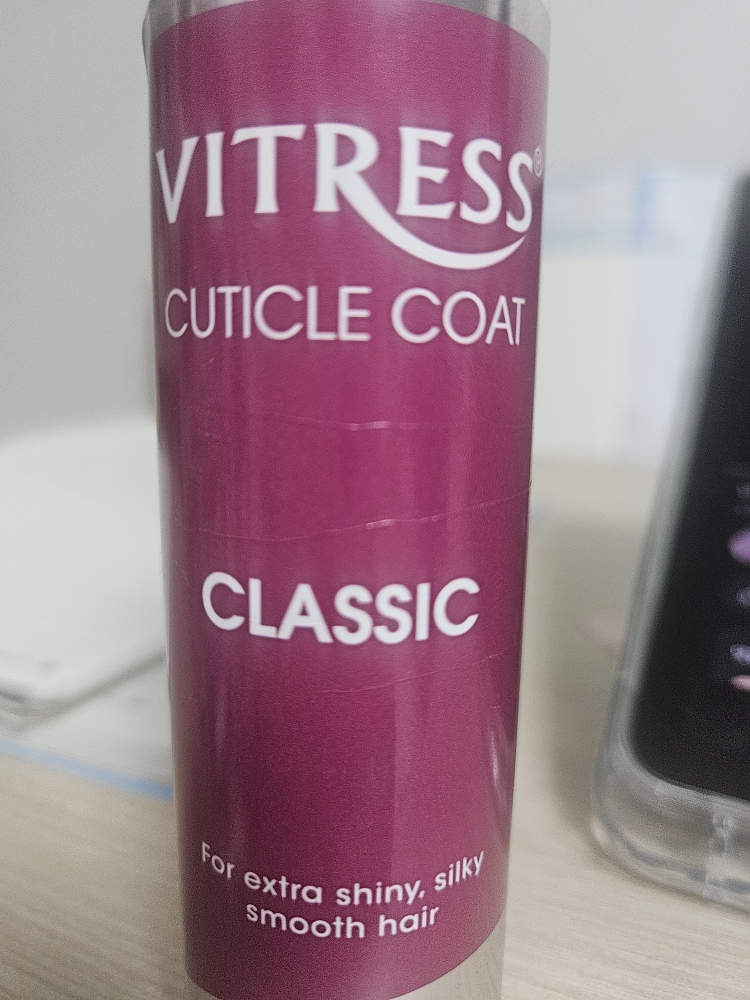 VITRESS®
CUTICLE COAT
CLASSIC
For extra shiny, silky
smooth hair